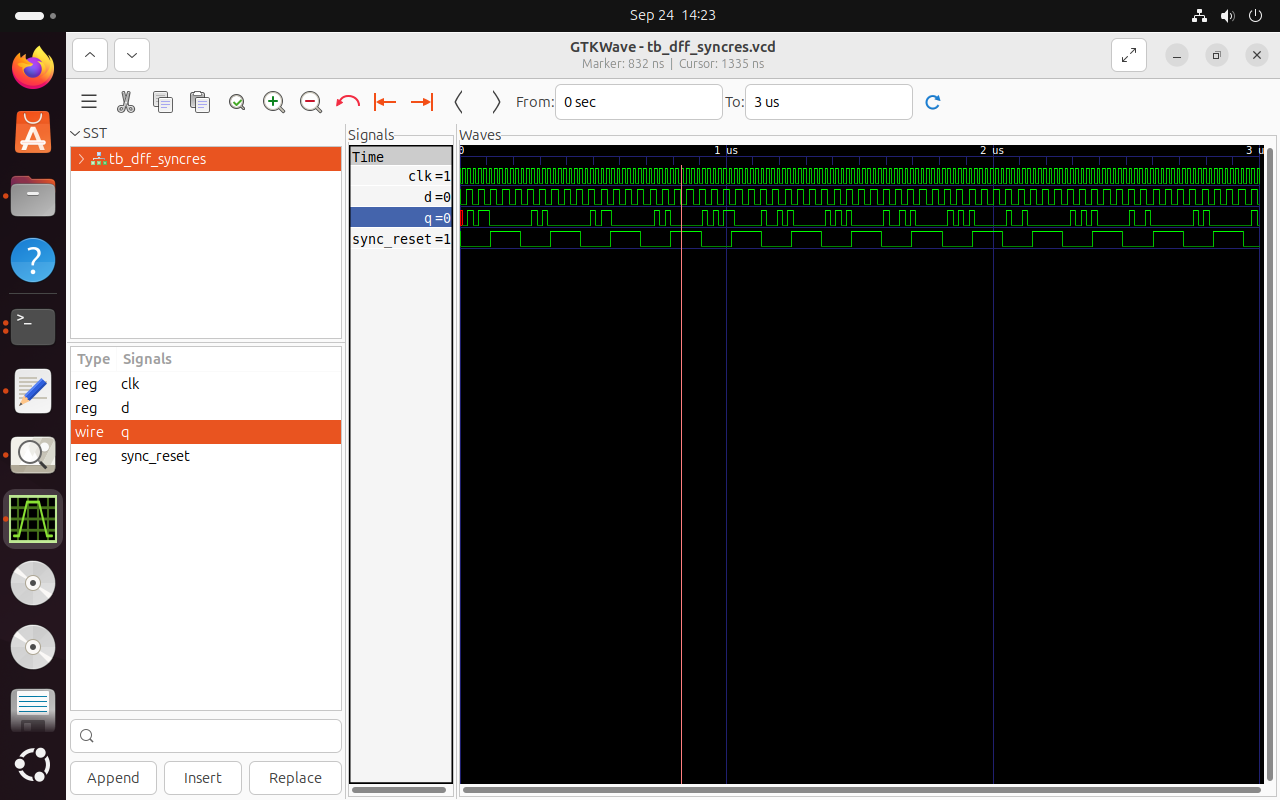 Sep 24 14:23
GTKWave - tb_dff_syncres.vcd
Marker: 832 ns | Cursor: 1335 ns
From:
0 sec
To:
3 us
SST
tb_dff_syncres
Type Signals
reg clk
reg d
wire q
reg sync_reset
Append
Insert
Replace
Signals
Time
clk=1
d=0
q=0
sync_reset=1
Waves
0
1 us
2 us
3 u